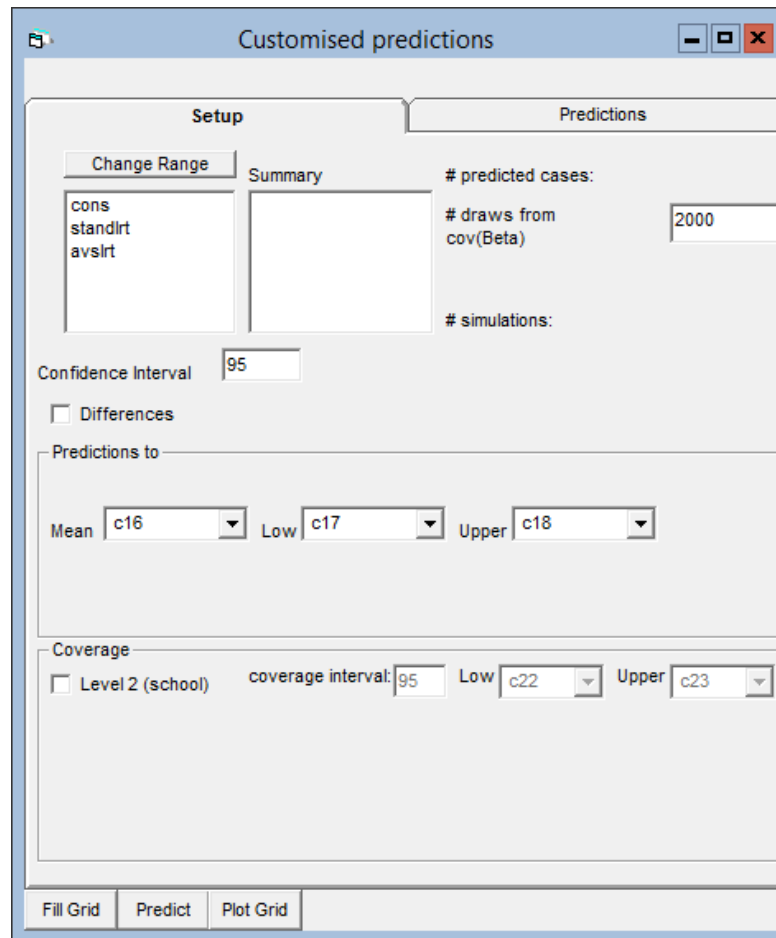 Customised predictions
Setup
Predictions
Change Range
Summary
# predicted cases:
cons
standlrt
avslrt
# draws from
cov(Beta)
2000
# simulations:
Confidence Interval
95
Differences
Predictions to
Mean
c16
Low
c17
Upper
c18
Coverage
Level 2 (school)
coverage interval:
95
Low
c22
Upper
c23
Fill Grid
Predict
Plot Grid